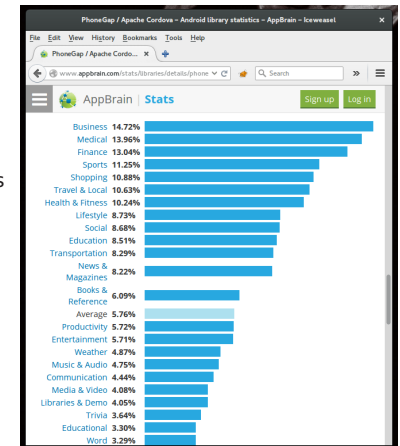 PhoneGap / Apache Cordova – Android library statistics – AppBrain – Iceweasel
File Edit View History Bookmarks Tools Help
PhoneGap / Apache Cordo...
www.appbrain.com/stats/libraries/details/phone
Search
AppBrain | Stats
Sign up
Log in
s
Business 14.72%
Medical 13.96%
Finance 13.04%
Sports 11.25%
Shopping 10.88%
Travel & Local 10.63%
Health & Fitness 10.24%
Lifestyle 8.73%
Social 8.68%
Education 8.51%
Transportation 8.29%
News &
Magazines 8.22%
Books &
Reference 6.09%
Average 5.76%
Productivity 5.72%
Entertainment 5.71%
Weather 4.87%
Music & Audio 4.75%
Communication 4.44%
Media & Video 4.08%
Libraries & Demo 4.05%
Trivia 3.64%
Educational 3.30%
Word 3.29%